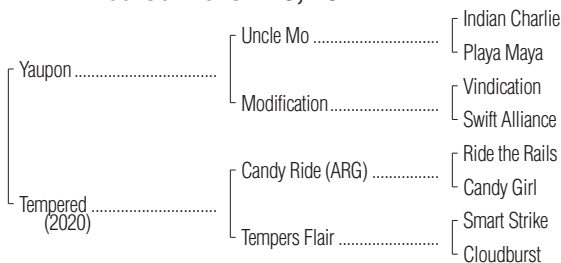 Indian Charlie
Uncle Mo ................................
Playa Maya
Yaupon ....................................
Vindication
Modification ............................
Swift Alliance
Ride the Rails
Candy Ride (ARG) .................
Candy Girl
Tempered ................................
(2020)
Smart Strike
Tempers Flair .........................
Cloudburst